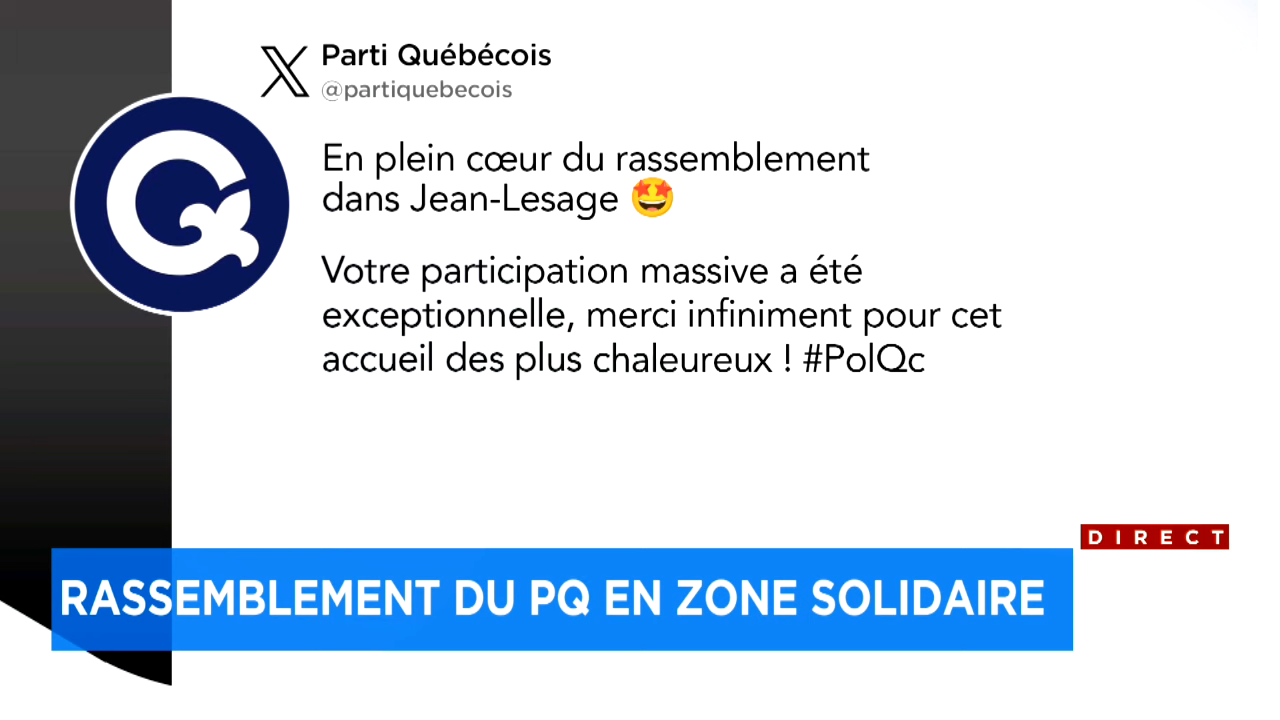 Parti Québécois
@partiquebecois
En plein cœur du rassemblement
dans Jean-Lesage 🤩
Votre participation massive a été
exceptionnelle, merci infiniment pour cet
accueil des plus chaleureux ! #PolQc
DIRECT
RASSEMBLEMENT DU PQ EN ZONE SOLIDAIRE